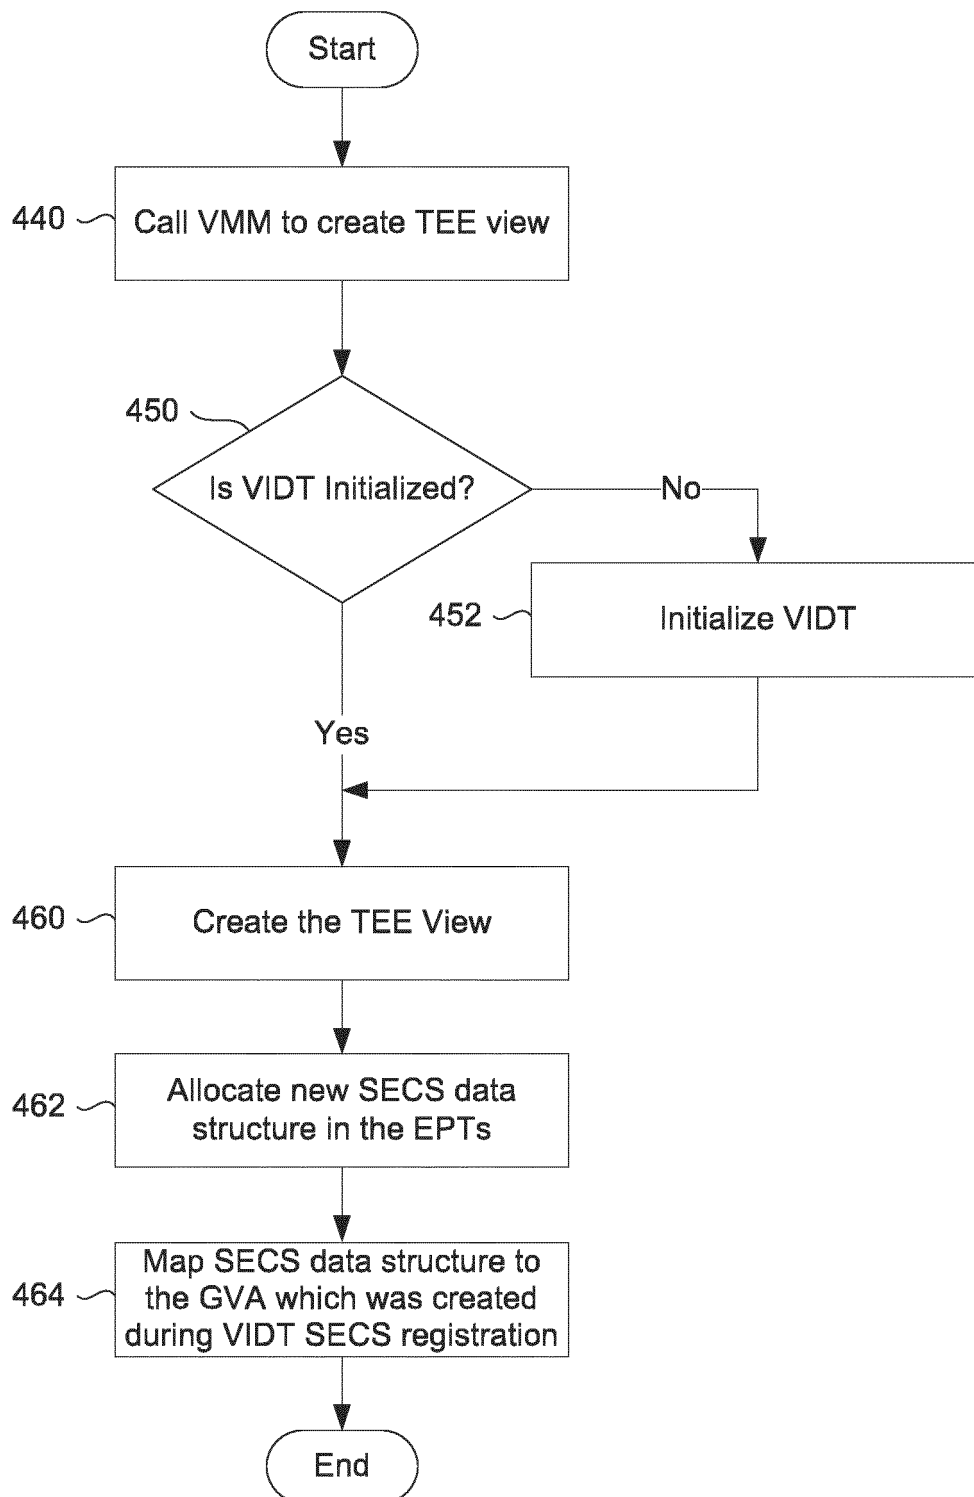 Start
440
Call VMM to create TEE view
450
Is VIDT Initialized?
No
452
Initialize VIDT
Yes
460
Create the TEE View
462
Allocate new SECS data
structure in the EPTs
464
Map SECS data structure to
the GVA which was created
during VIDT SECS registration
End